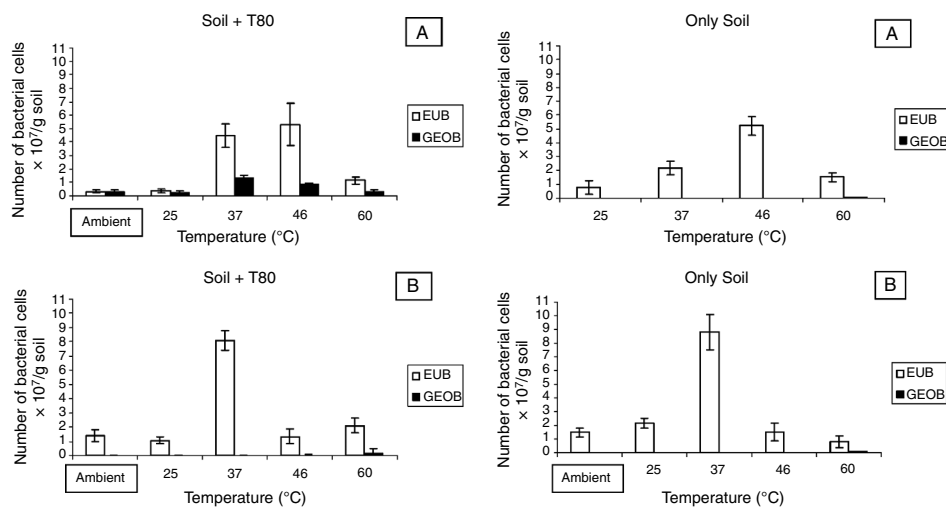 Soil + T80
A
Number of bacterial cells
× 10⁷/g soil
11
10
9
8
7
6
5
4
3
2
1
0
EUB
GEOB
Ambient
25
37
46
60
Temperature (°C)
Only Soil
A
Number of bacterial cells
× 10⁷/g soil
11
10
9
8
7
6
5
4
3
2
1
0
EUB
GEOB
25
37
46
60
Temperature (°C)
Soil + T80
B
Number of bacterial cells
× 10⁷/g soil
11
10
9
8
7
6
5
4
3
2
1
0
EUB
GEOB
Ambient
25
37
46
60
Temperature (°C)
Only Soil
B
Number of bacterial cells
× 10⁷/g soil
11
10
9
8
7
6
5
4
3
2
1
0
EUB
GEOB
Ambient
25
37
46
60
Temperature (°C)